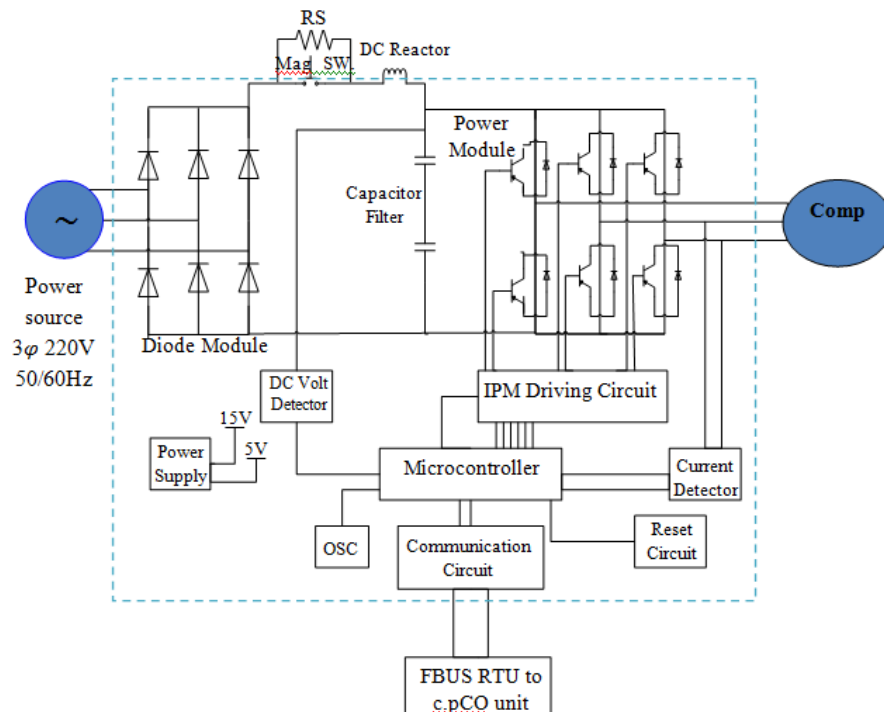 RS
Mag SW.
DC Reactor
Power
Module
Capacitor
Filter
~
Comp
Power
source
3φ 220V
50/60Hz
Diode Module
DC Volt
Detector
IPM Driving Circuit
15V
5V
Power
Supply
Microcontroller
Current
Detector
OSC
Communication
Circuit
Reset
Circuit
FBUS RTU to
c.pCO unit